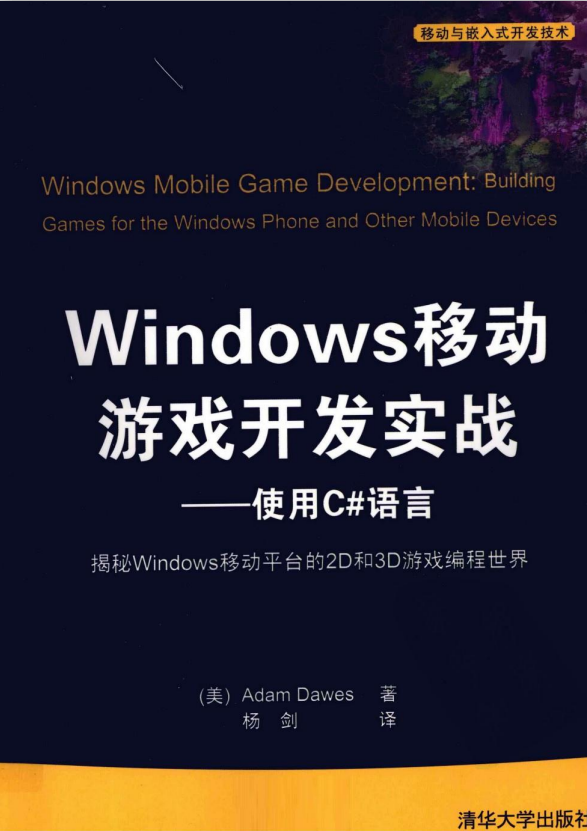 移动与嵌入式开发技术
Windows Mobile Game Development: Building
Games for the Windows Phone and Other Mobile Devices
Windows移动
游戏开发实战
——使用C#语言
揭秘Windows移动平台的2D和3D游戏编程世界
(美) Adam Dawes 著
杨 剑 译
清华大学出版社